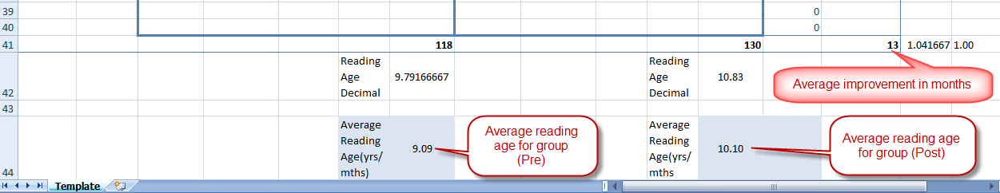 39 0
40 0
41 118 130 13 1.041667 1.00
Reading
Age
Decimal
9.79166667
Reading
Age
Decimal
10.83
Average improvement in months
42
43
Average
Reading
Age(yrs/
mths)
9.09
Average reading
age for group
(Pre)
Average
Reading
Age(yrs/
mths
10.10
Average reading age
for group (Post)
44
Template